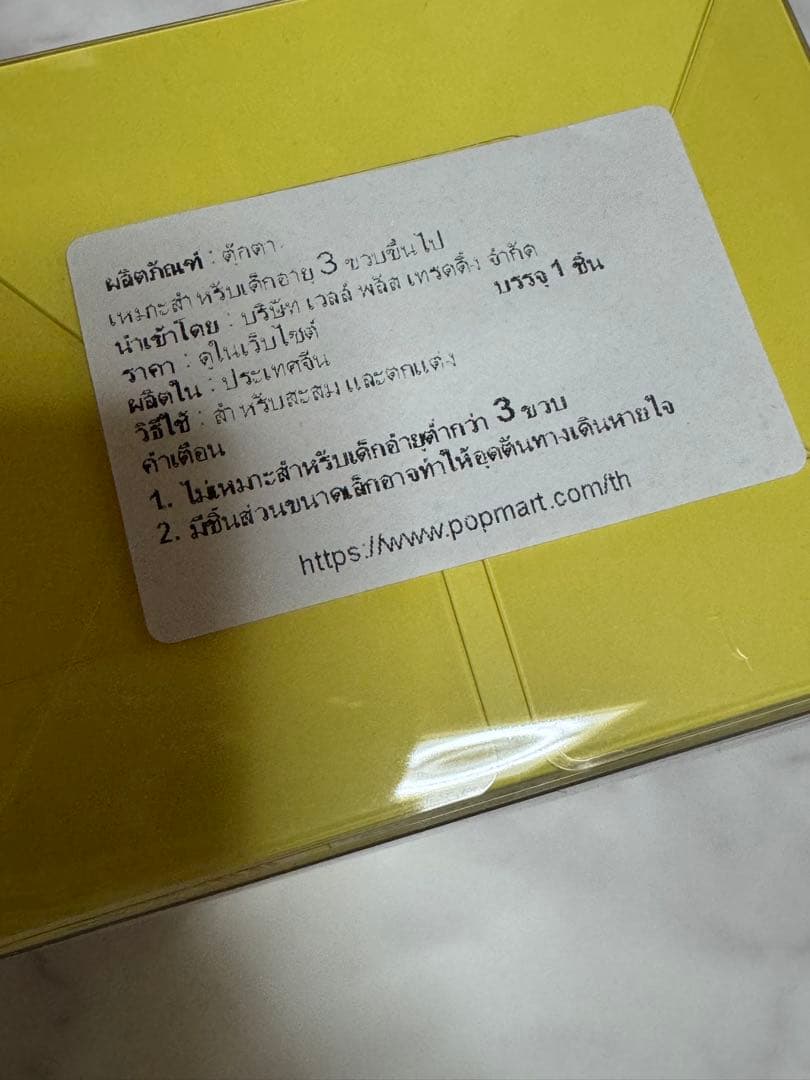 ผลิตภัณฑ์ : ตุ๊กตา
เหมาะสำหรับเด็กอายุ 3 ขวบขึ้นไป
นำเข้าโดย : บริษัท เวลล์ พลัส เทรดดิ้ง จำกัด
ราคา : ดูในเว็บไซต์ บรรจุ 1 ชิ้น
ผลิตใน : ประเทศจีน
วิธีใช้ : สำหรับสะสม และตกแต่ง
คำเตือน
1. ไม่เหมาะสำหรับเด็กอายุต่ำกว่า 3 ขวบ
2. มีชิ้นส่วนขนาดเล็กอาจทำให้อุดตันทางเดินหายใจ
https://www.popmart.com/th